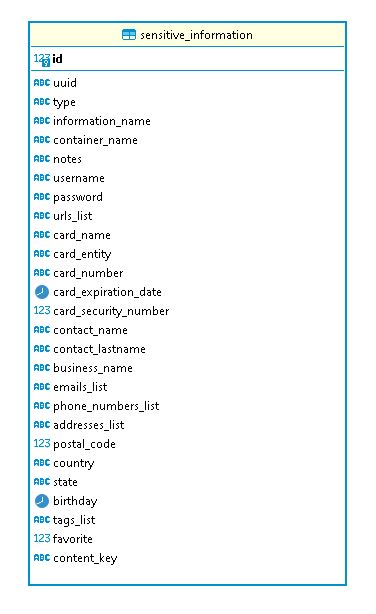 sensitive_information
123 id
ABC uuid
ABC type
ABC information_name
ABC container_name
ABC notes
ABC username
ABC password
ABC urls_list
ABC card_name
ABC card_entity
ABC card_number
card_expiration_date
123 card_security_number
ABC contact_name
ABC contact_lastname
ABC business_name
ABC emails_list
ABC phone_numbers_list
ABC addresses_list
123 postal_code
ABC country
ABC state
birthday
ABC tags_list
123 favorite
ABC content_key